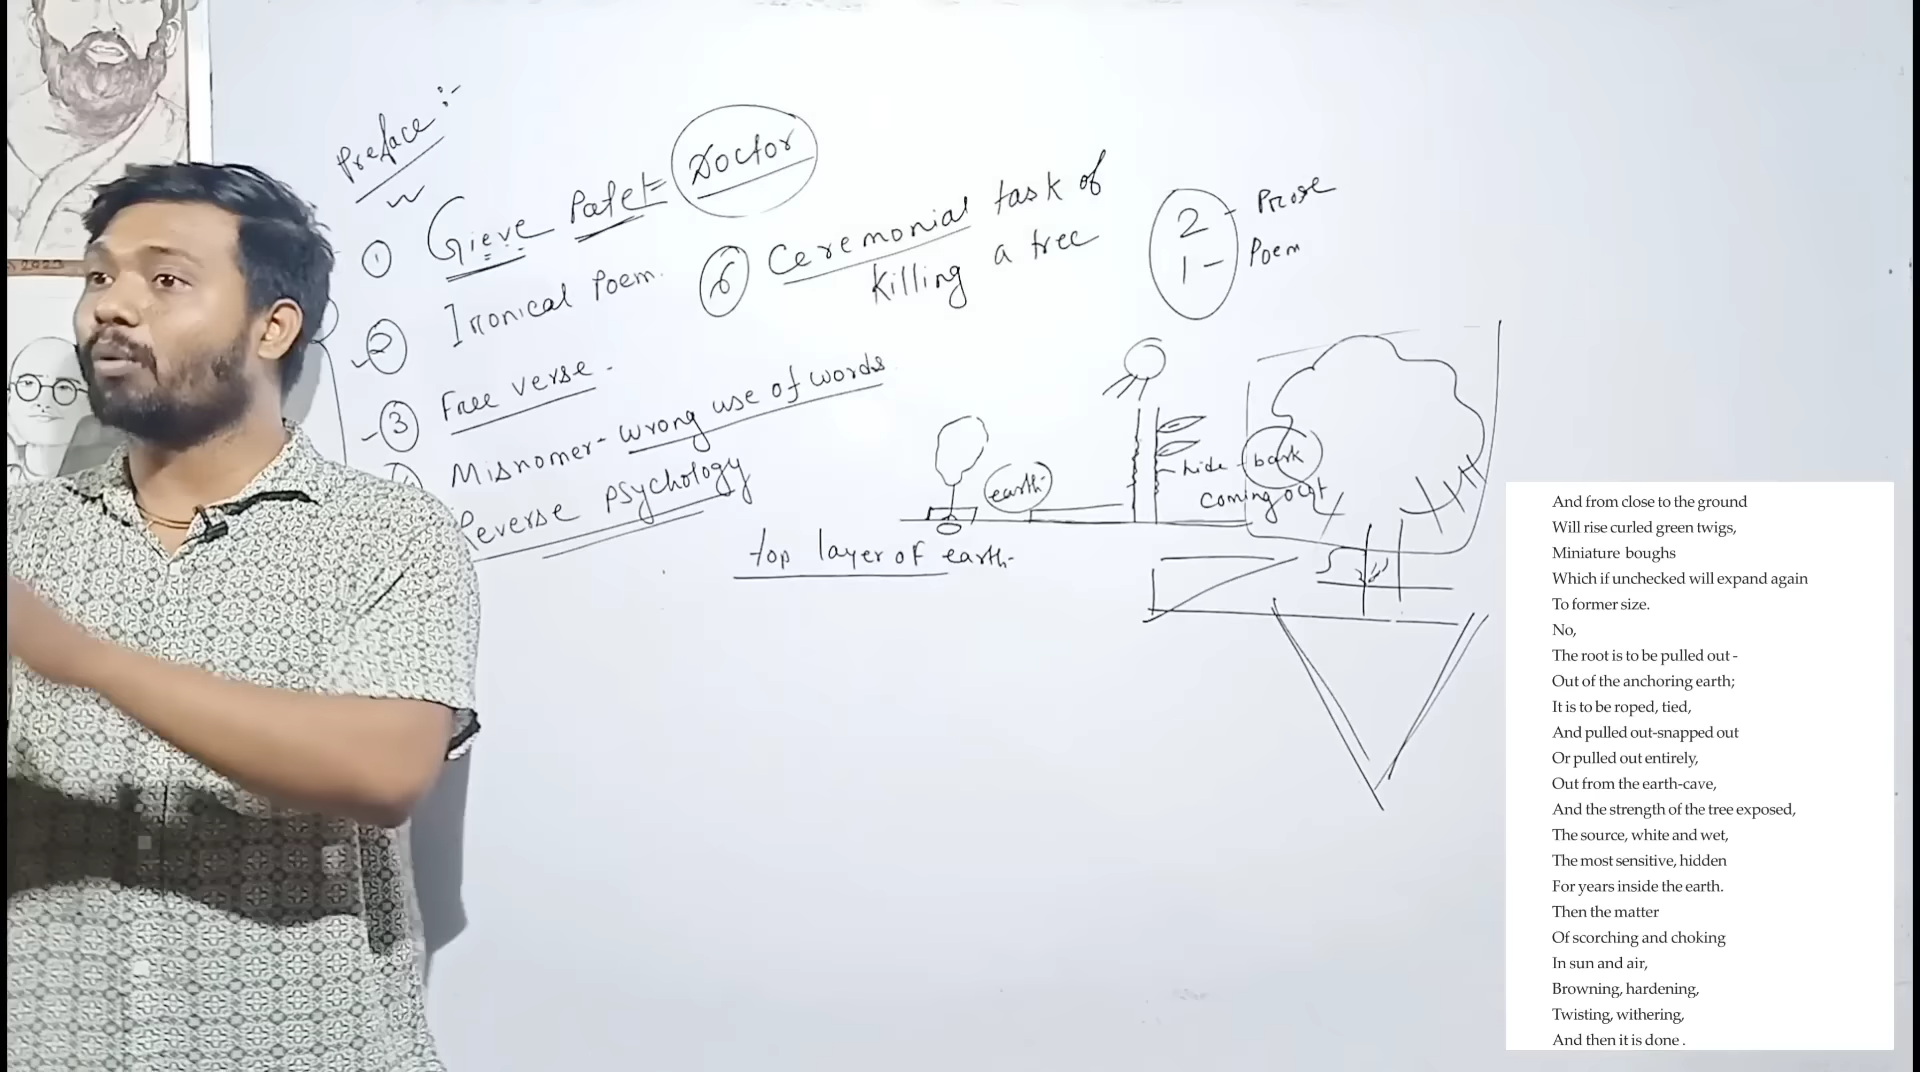 Preface :-
① Gieve Patel = Doctor
② Ironical Poem.
③ Free verse.
Misnomer - wrong use of words
Reverse psychology
⑥ Ceremonial task of
killing a tree
2 - Prose
1 - Poem
earth
hide - bark
coming out
top layer of earth
And from close to the ground
Will rise curled green twigs,
Miniature boughs
Which if unchecked will expand again
To former size.
No,
The root is to be pulled out -
Out of the anchoring earth;
It is to be roped, tied,
And pulled out-snapped out
Or pulled out entirely,
Out from the earth-cave,
And the strength of the tree exposed,
The source, white and wet,
The most sensitive, hidden
For years inside the earth.
Then the matter
Of scorching and choking
In sun and air,
Browning, hardening,
Twisting, withering,
And then it is done .